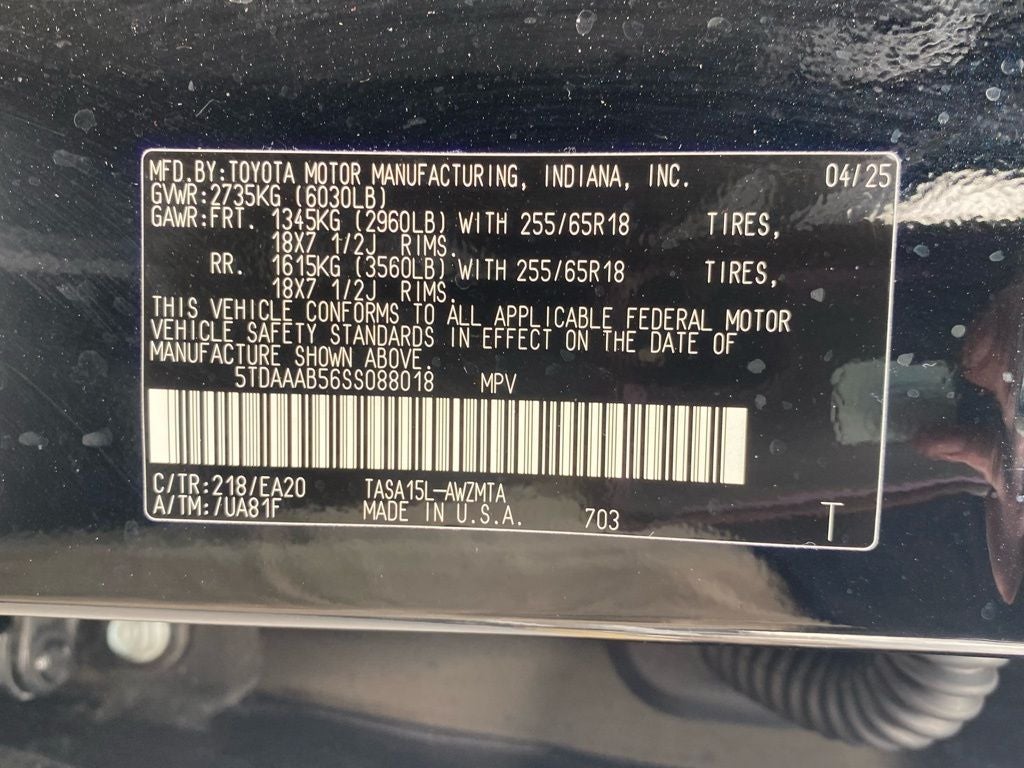 MFD.BY:TOYOTA MOTOR MANUFACTURING, INDIANA, INC. 04/25
GVWR:2735KG (6030LB)
GAWR:FRT. 1345KG (2960LB) WITH 255/65R18 TIRES,
18X7 1/2J RIMS.
RR. 1615KG (3560LB) WITH 255/65R18 TIRES,
18X7 1/2J RIMS.
THIS VEHICLE CONFORMS TO ALL APPLICABLE FEDERAL MOTOR
VEHICLE SAFETY STANDARDS IN EFFECT ON THE DATE OF
MANUFACTURE SHOWN ABOVE.
5TDAAAB56SS088018 MPV
C/TR:218/EA20 TASA15L-AWZMTA
A/TM:/UA81F MADE IN U.S.A. 703 T